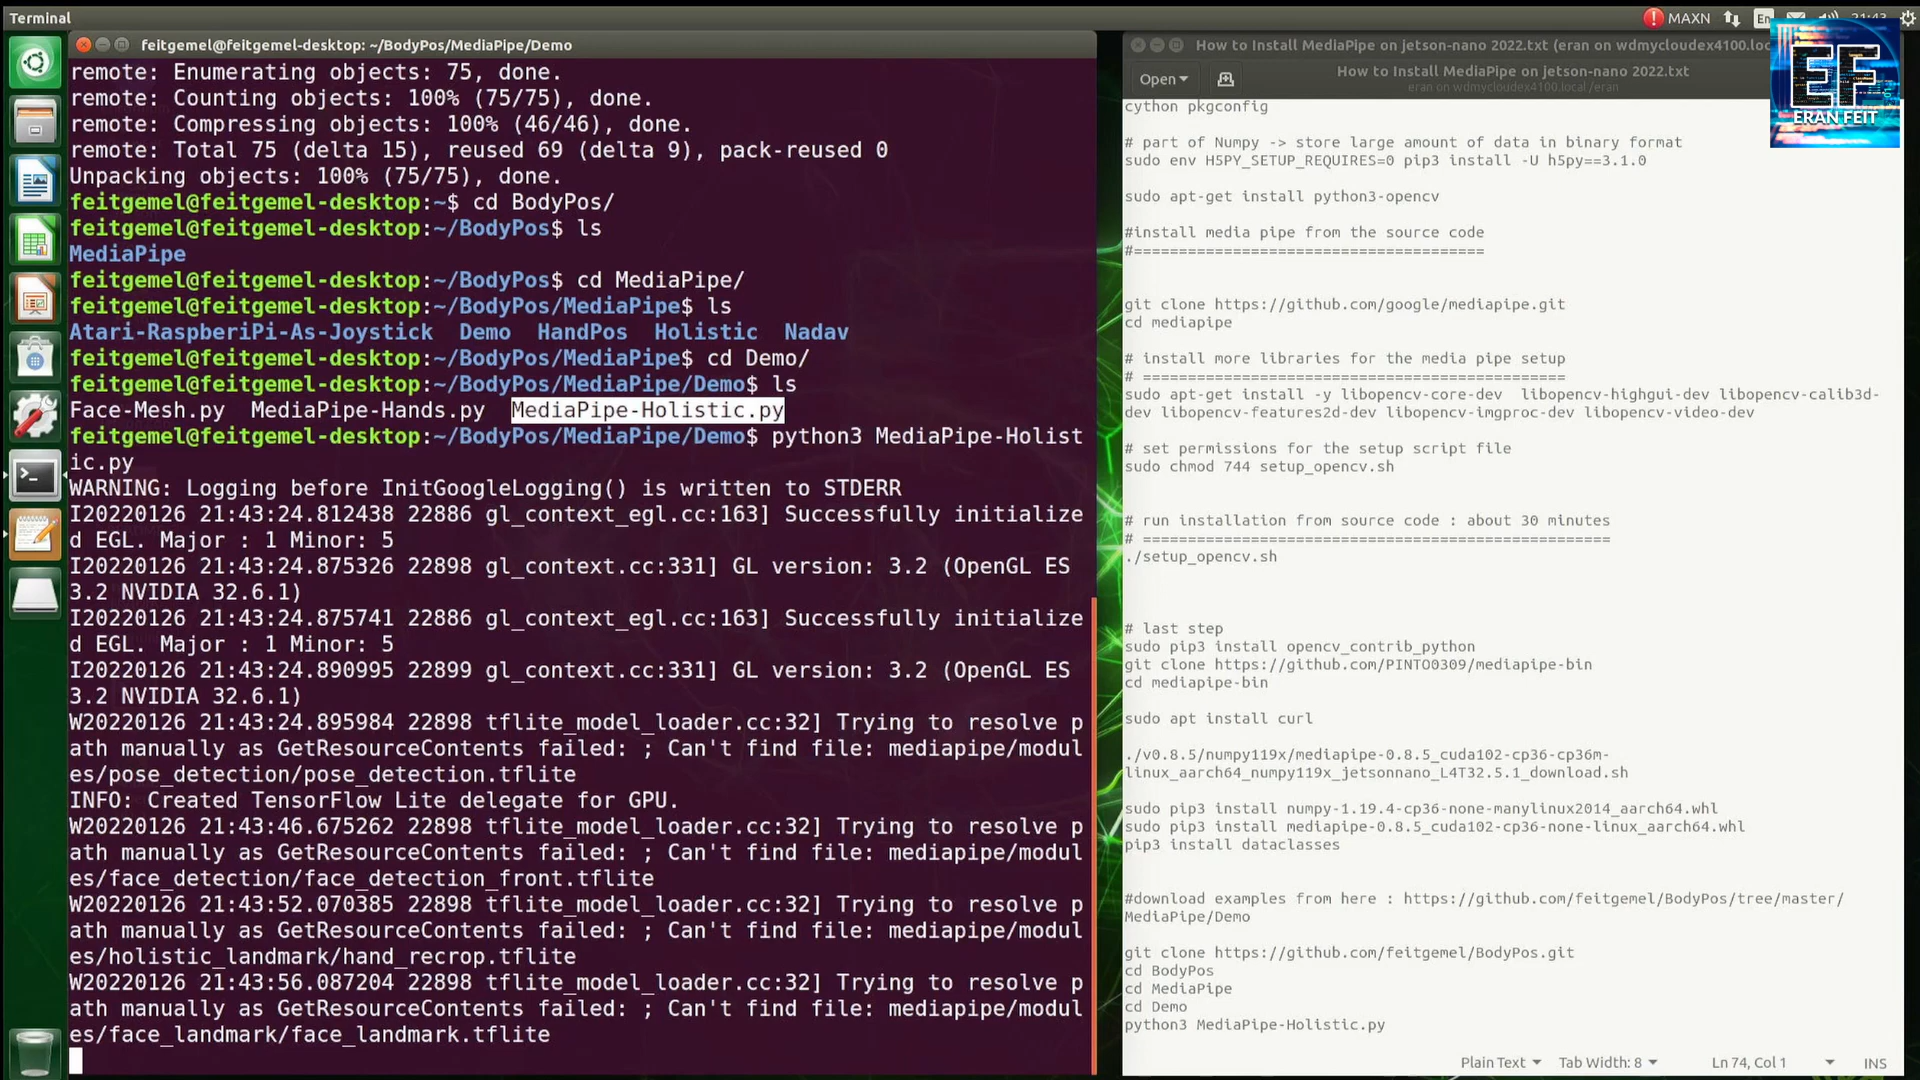 Terminal
MAXN
En
21:43
feitgemel@feitgemel-desktop: ~/BodyPos/MediaPipe/Demo
remote: Enumerating objects: 75, done.
remote: Counting objects: 100% (75/75), done.
remote: Compressing objects: 100% (46/46), done.
remote: Total 75 (delta 15), reused 69 (delta 9), pack-reused 0
Unpacking objects: 100% (75/75), done.
feitgemel@feitgemel-desktop:~$ cd BodyPos/
feitgemel@feitgemel-desktop:~/BodyPos$ ls
MediaPipe
feitgemel@feitgemel-desktop:~/BodyPos$ cd MediaPipe/
feitgemel@feitgemel-desktop:~/BodyPos/MediaPipe$ ls
Atari-RaspberiPi-As-Joystick  Demo  HandPos  Holistic  Nadav
feitgemel@feitgemel-desktop:~/BodyPos/MediaPipe$ cd Demo/
feitgemel@feitgemel-desktop:~/BodyPos/MediaPipe/Demo$ ls
Face-Mesh.py  MediaPipe-Hands.py  MediaPipe-Holistic.py
feitgemel@feitgemel-desktop:~/BodyPos/MediaPipe/Demo$ python3 MediaPipe-Holist
ic.py
WARNING: Logging before InitGoogleLogging() is written to STDERR
I20220126 21:43:24.812438 22886 gl_context_egl.cc:163] Successfully initialize
d EGL. Major : 1 Minor: 5
I20220126 21:43:24.875326 22898 gl_context.cc:331] GL version: 3.2 (OpenGL ES
3.2 NVIDIA 32.6.1)
I20220126 21:43:24.875741 22886 gl_context_egl.cc:163] Successfully initialize
d EGL. Major : 1 Minor: 5
I20220126 21:43:24.890995 22899 gl_context.cc:331] GL version: 3.2 (OpenGL ES
3.2 NVIDIA 32.6.1)
W20220126 21:43:24.895984 22898 tflite_model_loader.cc:32] Trying to resolve p
ath manually as GetResourceContents failed: ; Can't find file: mediapipe/modul
es/pose_detection/pose_detection.tflite
INFO: Created TensorFlow Lite delegate for GPU.
W20220126 21:43:46.675262 22898 tflite_model_loader.cc:32] Trying to resolve p
ath manually as GetResourceContents failed: ; Can't find file: mediapipe/modul
es/face_detection/face_detection_front.tflite
W20220126 21:43:52.070385 22898 tflite_model_loader.cc:32] Trying to resolve p
ath manually as GetResourceContents failed: ; Can't find file: mediapipe/modul
es/holistic_landmark/hand_recrop.tflite
W20220126 21:43:56.087204 22898 tflite_model_loader.cc:32] Trying to resolve p
ath manually as GetResourceContents failed: ; Can't find file: mediapipe/modul
es/face_landmark/face_landmark.tflite
How to Install MediaPipe on jetson-nano 2022.txt (eran on wdmycloudex4100.loc
Open
How to Install MediaPipe on jetson-nano 2022.txt
eran on wdmycloudex4100.local /eran
EF
ERAN FEIT
cython pkgconfig
# part of Numpy -> store large amount of data in binary format
sudo env H5PY_SETUP_REQUIRES=0 pip3 install -U h5py==3.1.0
sudo apt-get install python3-opencv
#install media pipe from the source code
#=======================================
git clone https://github.com/google/mediapipe.git
cd mediapipe
# install more libraries for the media pipe setup
# ===============================================
sudo apt-get install -y libopencv-core-dev  libopencv-highgui-dev libopencv-calib3d-
dev libopencv-features2d-dev libopencv-imgproc-dev libopencv-video-dev
# set permissions for the setup script file
sudo chmod 744 setup_opencv.sh
# run installation from source code : about 30 minutes
# ====================================================
./setup_opencv.sh
# last step
sudo pip3 install opencv_contrib_python
git clone https://github.com/PINTO0309/mediapipe-bin
cd mediapipe-bin
sudo apt install curl
./v0.8.5/numpy119x/mediapipe-0.8.5_cuda102-cp36-cp36m-
linux_aarch64_numpy119x_jetsonnano_L4T32.5.1_download.sh
sudo pip3 install numpy-1.19.4-cp36-none-manylinux2014_aarch64.whl
sudo pip3 install mediapipe-0.8.5_cuda102-cp36-none-linux_aarch64.whl
pip3 install dataclasses
#download examples from here : https://github.com/feitgemel/BodyPos/tree/master/
MediaPipe/Demo
git clone https://github.com/feitgemel/BodyPos.git
cd BodyPos
cd MediaPipe
cd Demo
python3 MediaPipe-Holistic.py
Plain Text
Tab Width: 8
Ln 74, Col 1
INS